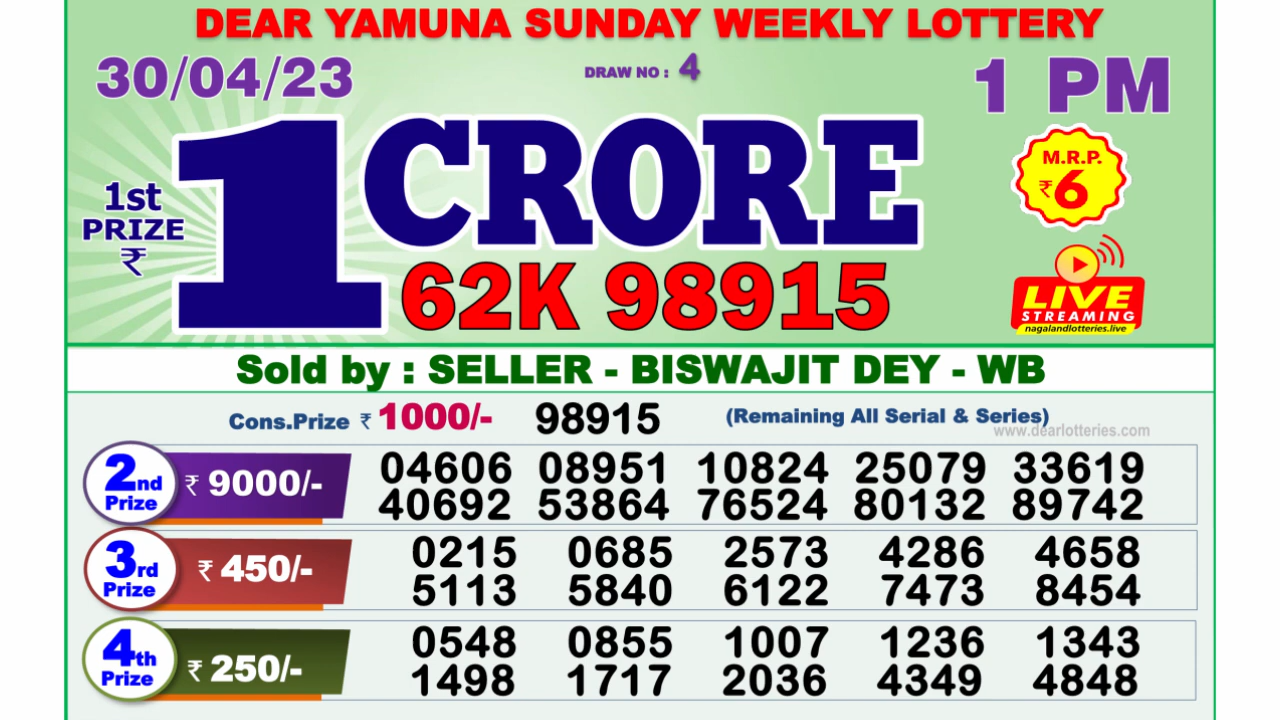 DEAR YAMUNA SUNDAY WEEKLY LOTTERY
30/04/23
DRAW NO : 4
1 PM
1st
PRIZE
₹
1 CRORE
62K 98915
M.R.P.
₹6
LIVE
STREAMING
nagalandlotteries.live
Sold by : SELLER - BISWAJIT DEY - WB
Cons.Prize ₹ 1000/- 98915 (Remaining All Serial & Series)
www.dearlotteries.com
2nd Prize ₹ 9000/-
04606 08951 10824 25079 33619
40692 53864 76524 80132 89742
3rd Prize ₹ 450/-
0215 0685 2573 4286 4658
5113 5840 6122 7473 8454
4th Prize ₹ 250/-
0548 0855 1007 1236 1343
1498 1717 2036 4349 4848